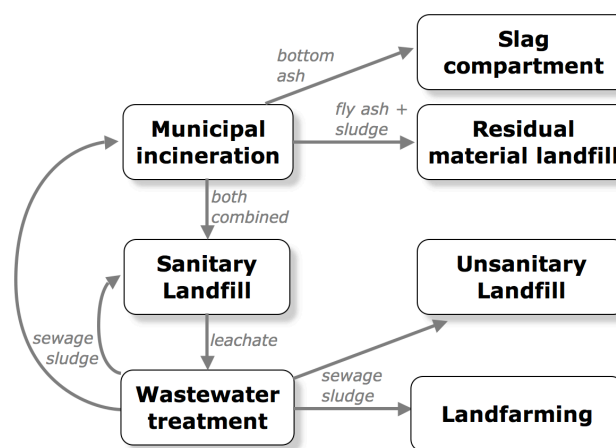 Slag
compartment
bottom
ash
fly ash +
sludge
Municipal
incineration
Residual
material landfill
both
combined
Sanitary
Landfill
Unsanitary
Landfill
sewage
sludge
leachate
Wastewater
treatment
sewage
sludge
Landfarming